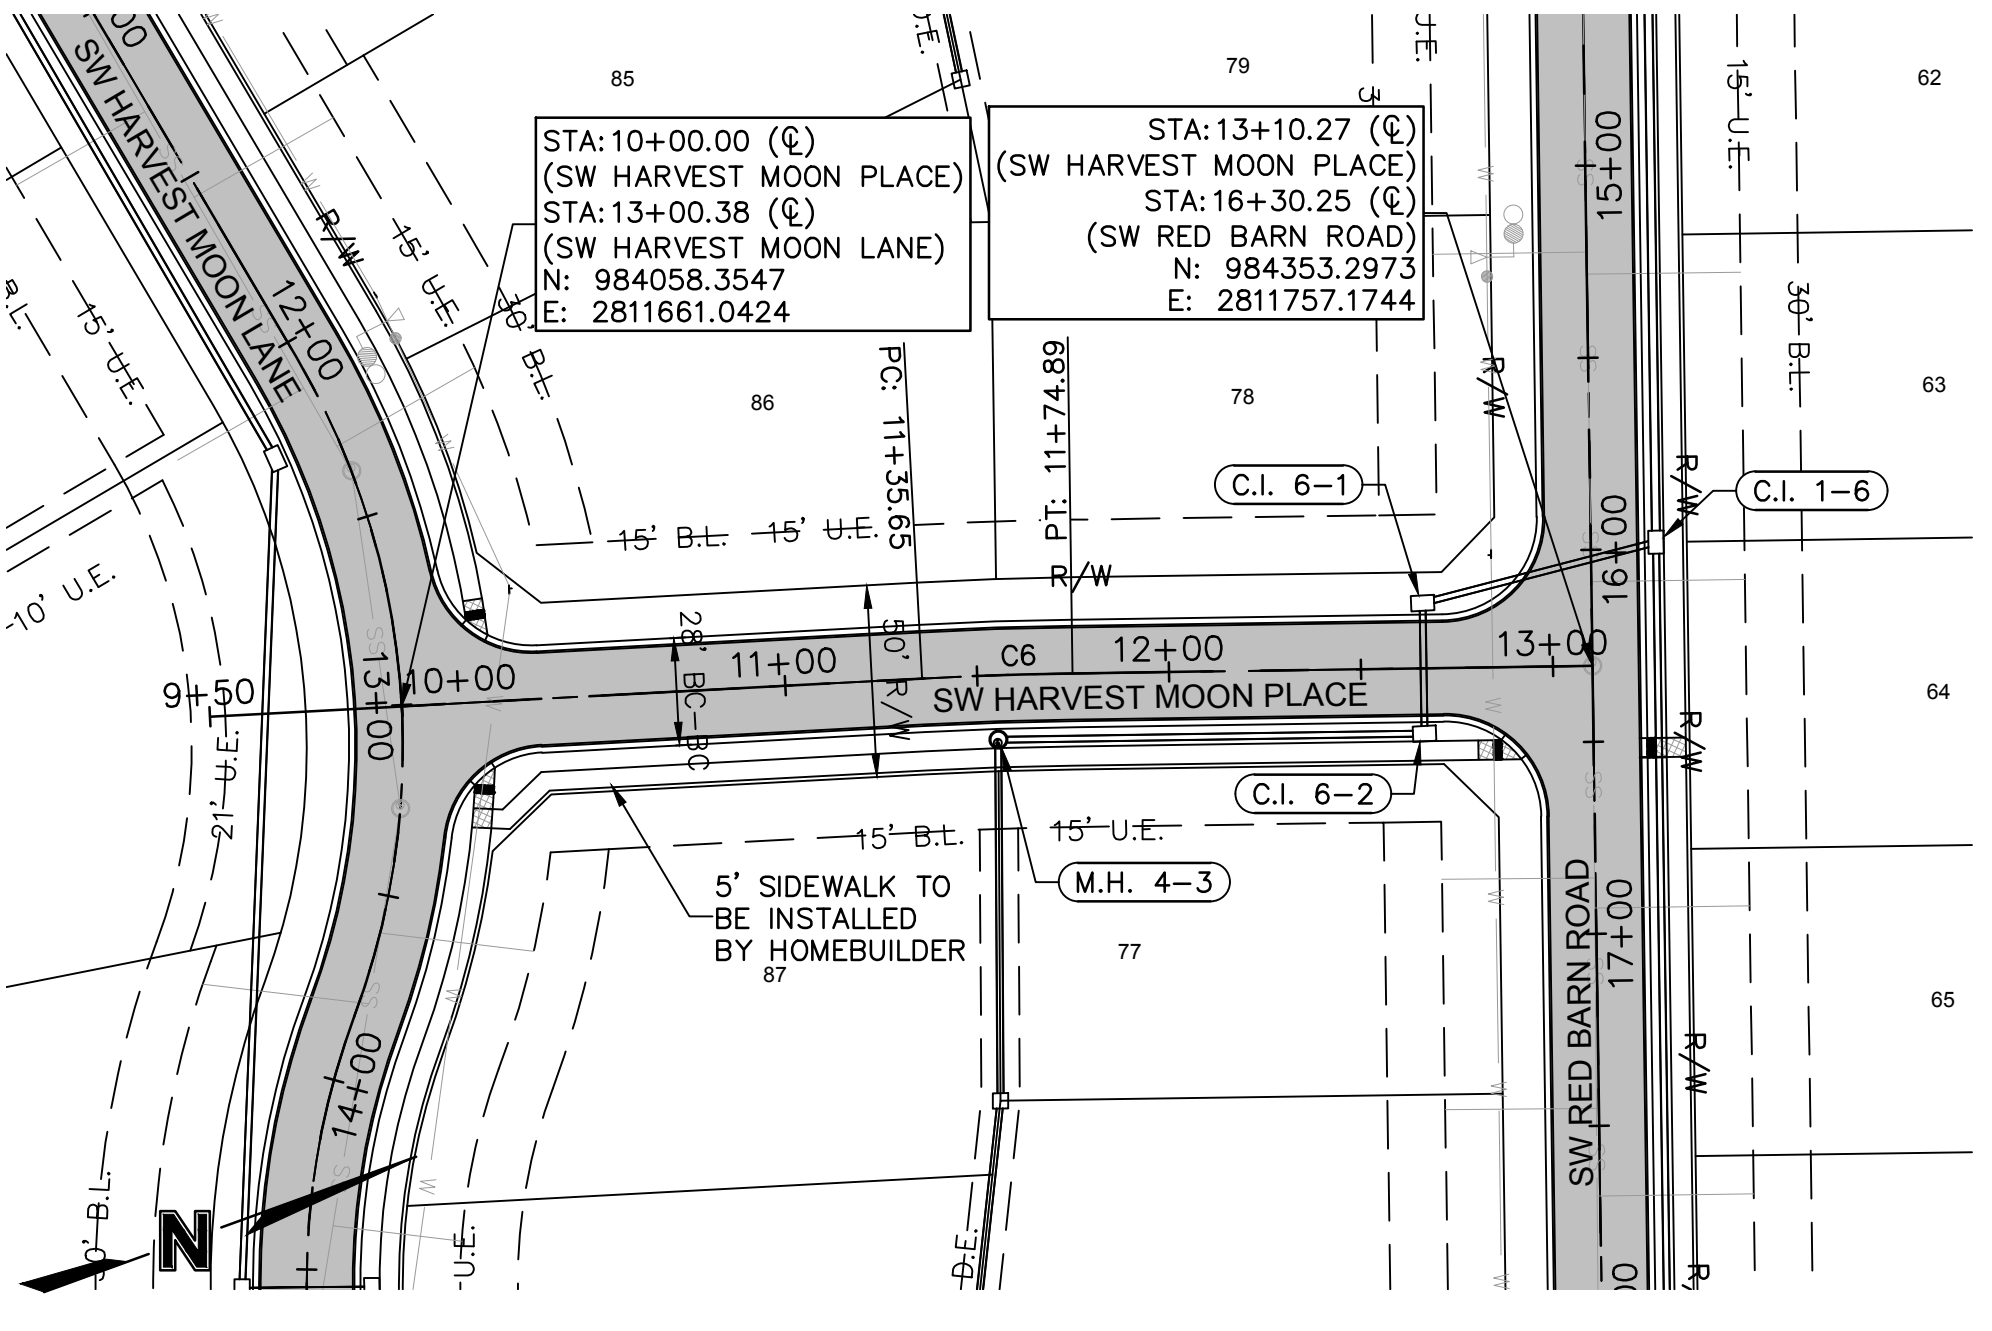 85
79
62
STA:10+00.00 (℄)
(SW HARVEST MOON PLACE)
STA:13+00.38 (℄)
(SW HARVEST MOON LANE)
N: 984058.3547
E: 2811661.0424
STA:13+10.27 (℄)
(SW HARVEST MOON PLACE)
STA:16+30.25 (℄)
(SW RED BARN ROAD)
N: 984353.2973
E: 2811757.1744
SW HARVEST MOON LANE
12+00
R/W
15' U.E.
30' B.L.
15' U.E.
B.L.
U.E.
15' U.E.
15+00
30' B.L.
63
86
78
PC: 11+35.65
PT: 11+74.89
R/W
C.I. 6-1
C.I. 1-6
R/W
15' B.L. 15' U.E.
R/W
16+00
10' U.E.
28' BC-BC
50' R/W
9+50
13+00
10+00
11+00
C6
12+00
13+00
SW HARVEST MOON PLACE
64
R/W
21' U.E.
C.I. 6-2
15' B.L. 15' U.E.
M.H. 4-3
5' SIDEWALK TO
BE INSTALLED
BY HOMEBUILDER
87
77
SW RED BARN ROAD
17+00
65
R/W
14+00
N
B.L.
U.E.
D.E.
R/W